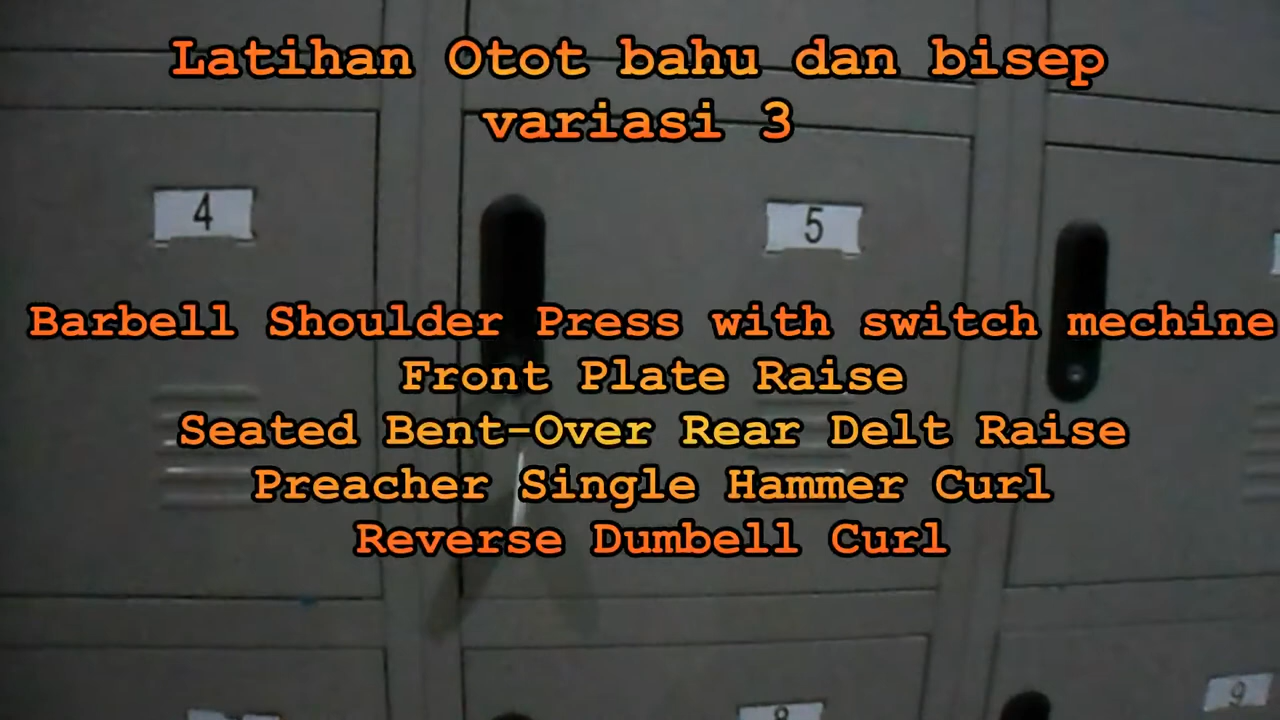 Latihan Otot bahu dan bisep
variasi 3
4
5
Barbell Shoulder Press with switch mechine
Front Plate Raise
Seated Bent-Over Rear Delt Raise
Preacher Single Hammer Curl
Reverse Dumbell Curl
9